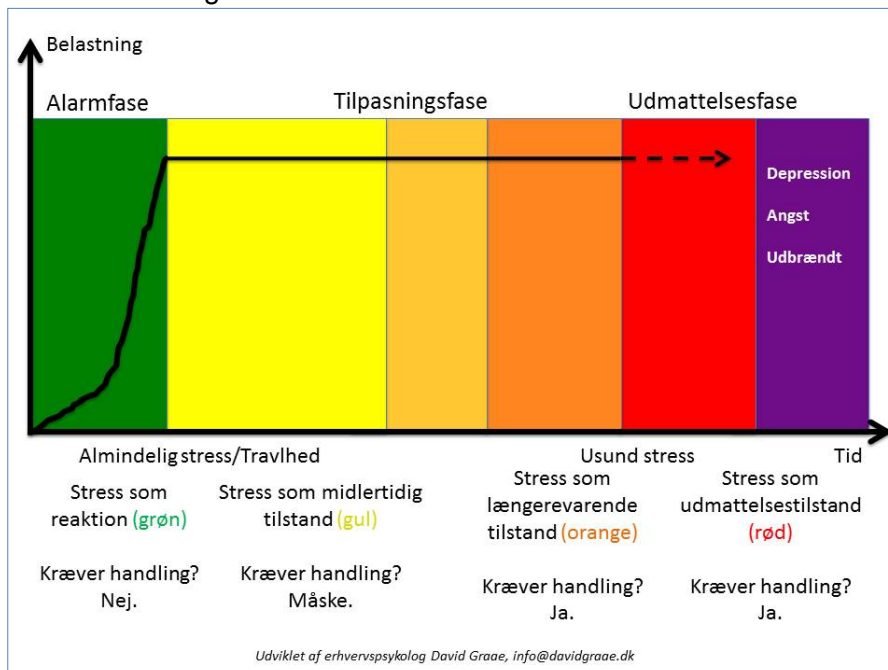 Belastning
Alarmfase
Tilpasningsfase
Udmattelsesfase
Depression
Angst
Udbrændt
Almindelig stress/Travlhed
Usund stress
Tid
Stress som
reaktion (grøn)
Kræver handling?
Nej.
Stress som midlertidig
tilstand (gul)
Kræver handling?
Måske.
Stress som
længerevarende
tilstand (orange)
Kræver handling?
Ja.
Stress som
udmattelsestilstand
(rød)
Kræver handling?
Ja.
Udviklet af erhvervspsykolog David Graae, info@davidgraae.dk